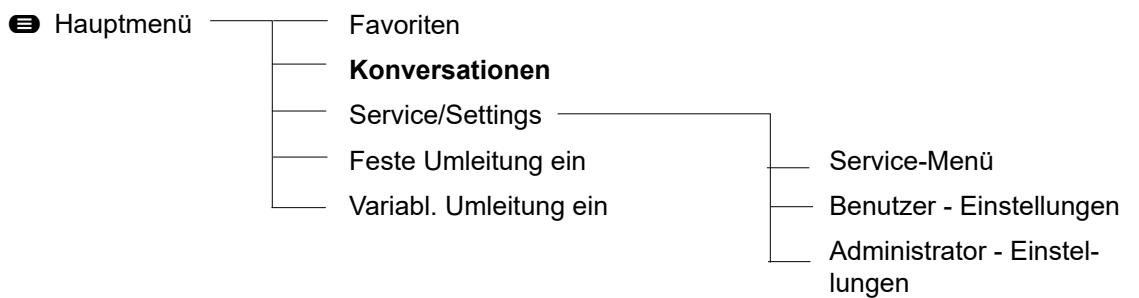 Hauptmenü
Favoriten
Konversationen
Service/Settings
Feste Umleitung ein
Variabl. Umleitung ein
Service-Menü
Benutzer - Einstellungen
Administrator - Einstel-
lungen